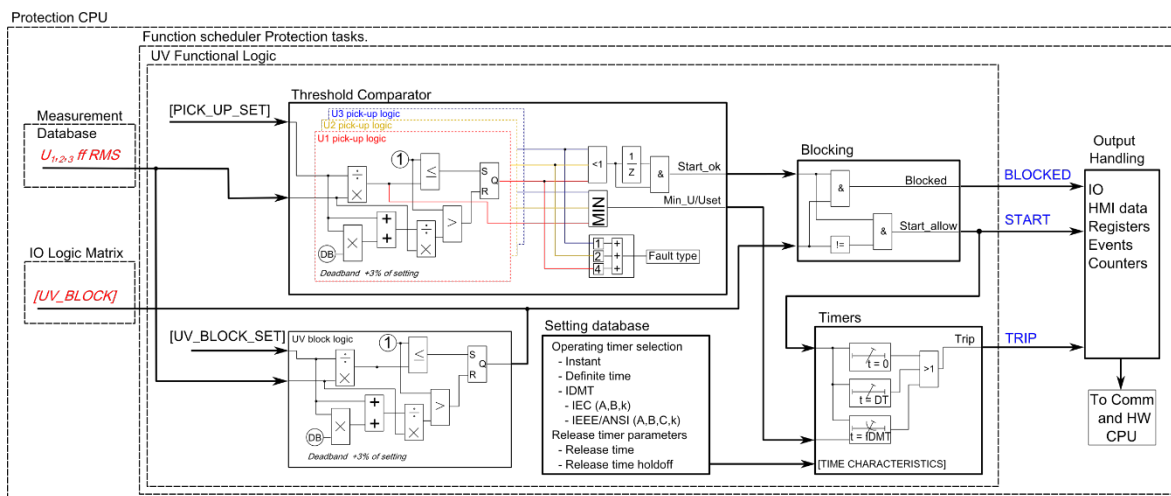 Protection CPU
Function scheduler Protection tasks.
UV Functional Logic
Measurement
Database
U1,2,3 ff RMS
IO Logic Matrix
[UV_BLOCK]
[PICK_UP_SET]
Threshold Comparator
U3 pick-up logic
U2 pick-up logic
U1 pick-up logic
1
≤
S
R
Q
÷
×
+
+
÷
×
>
DB
×
Deadband +3% of setting
<1
1
Z
&
Start_ok
MIN
Min_U/Uset
1
2
4
+
+
+
Fault type
Blocking
&
Blocked
!=
&
Start_allow
BLOCKED
START
Output
Handling
IO
HMI data
Registers
Events
Counters
To Comm
and HW
CPU
[UV_BLOCK_SET]
UV block logic
1
≤
S
R
Q
÷
×
+
+
÷
×
>
DB
×
Deadband +3% of setting
Setting database
Operating timer selection
- Instant
- Definite time
- IDMT
- IEC (A,B,k)
- IEEE/ANSI (A,B,C,k)
Release timer parameters
- Release time
- Release time holdoff
Timers
t = 0
t = DT
t = IDMT
>1
Trip
[TIME CHARACTERISTICS]
TRIP